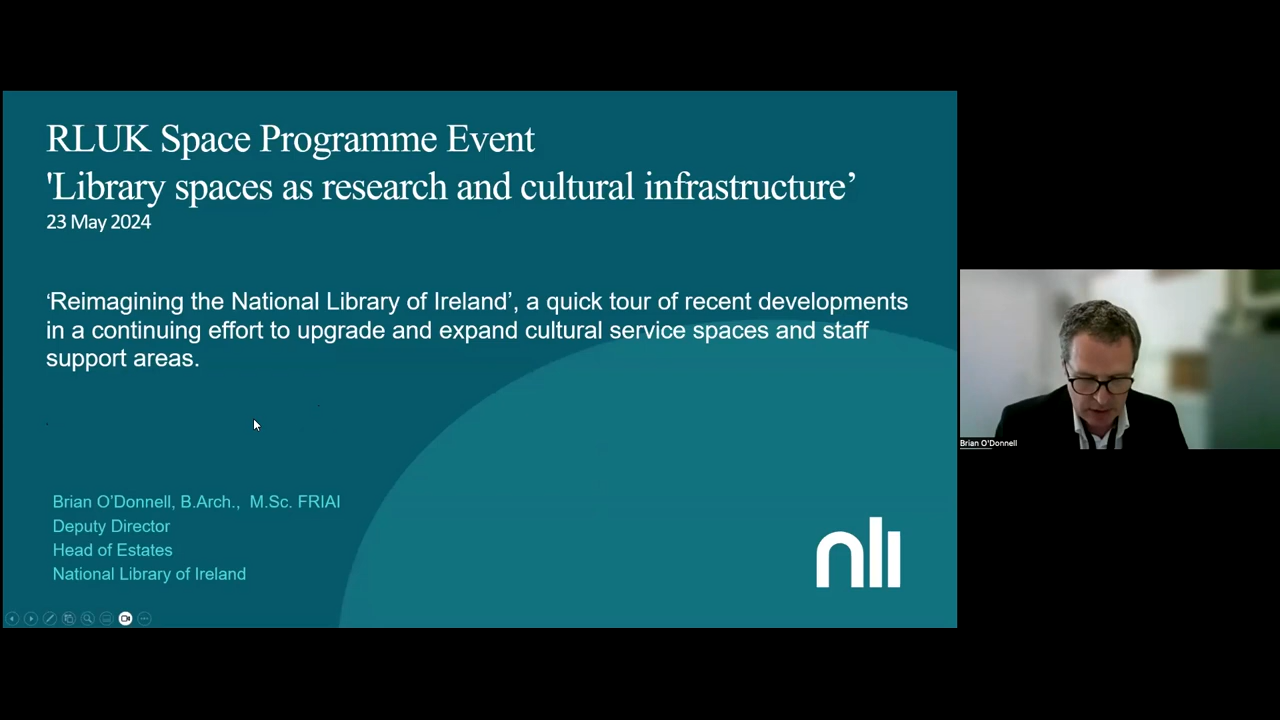 RLUK Space Programme Event
'Library spaces as research and cultural infrastructure’
23 May 2024
‘Reimagining the National Library of Ireland’, a quick tour of recent developments
in a continuing effort to upgrade and expand cultural service spaces and staff
support areas.
Brian O’Donnell, B.Arch.,  M.Sc. FRIAI
Deputy Director
Head of Estates
National Library of Ireland
nli
Brian O'Donnell